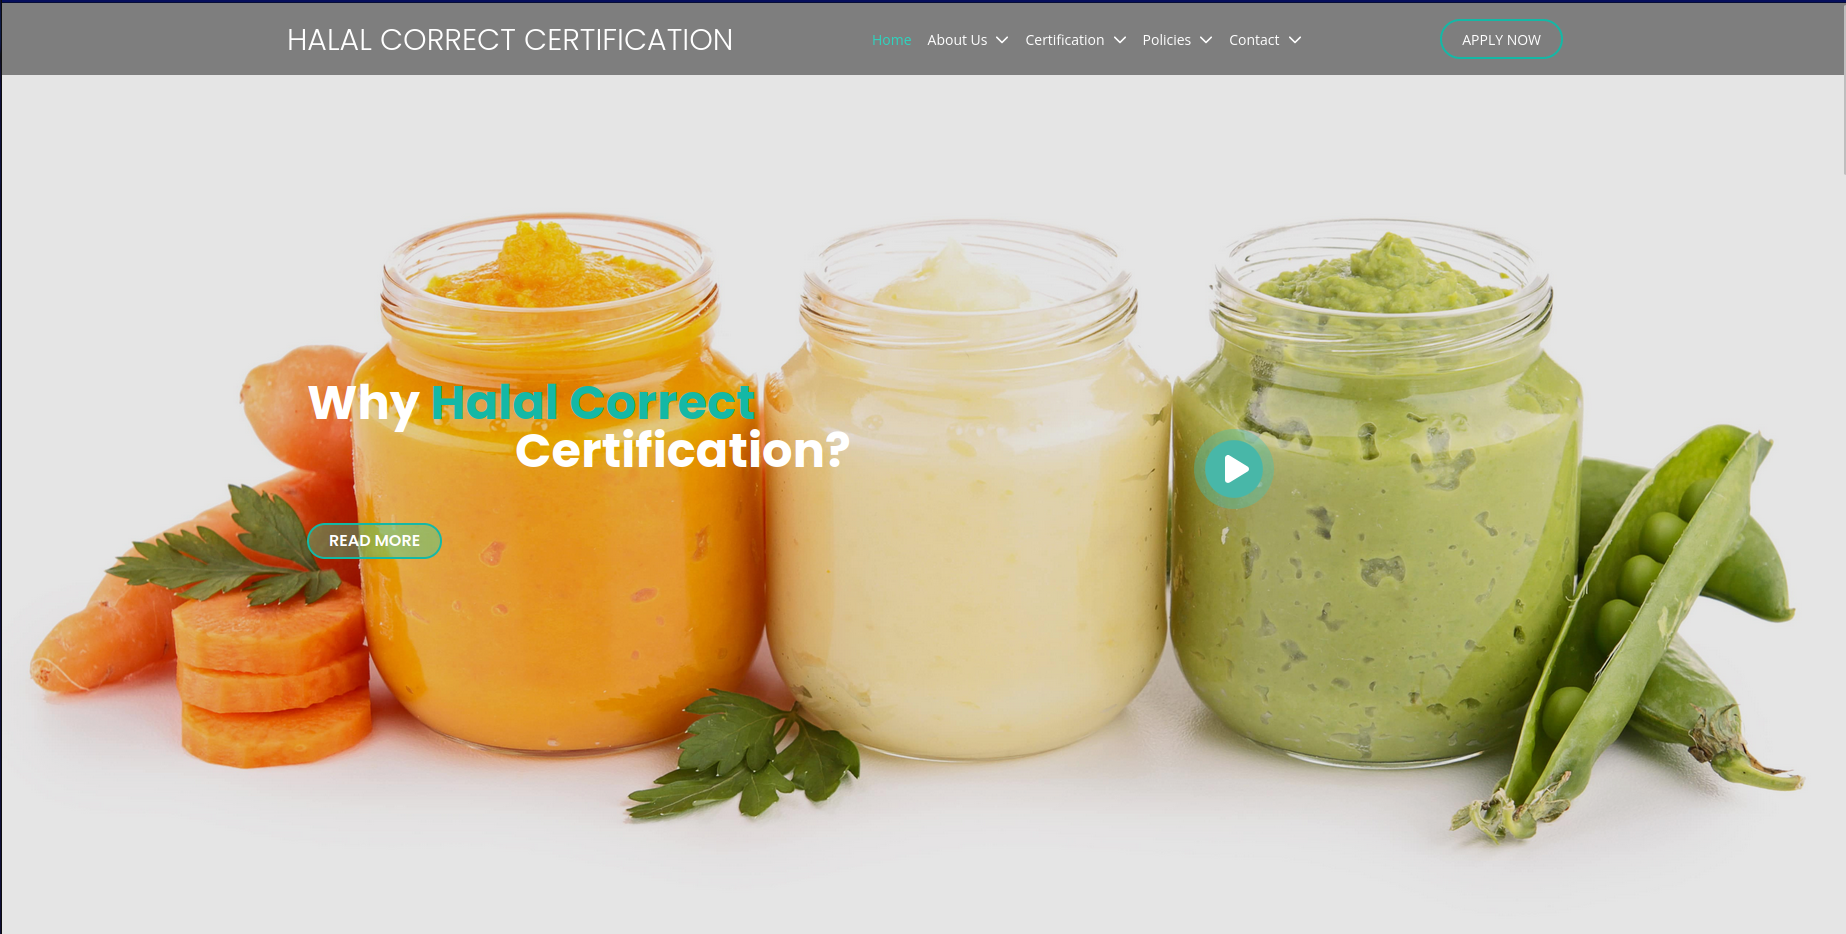 HALAL CORRECT CERTIFICATION
Home About Us Certification Policies Contact
APPLY NOW
Why Halal Correct
Certification?
READ MORE